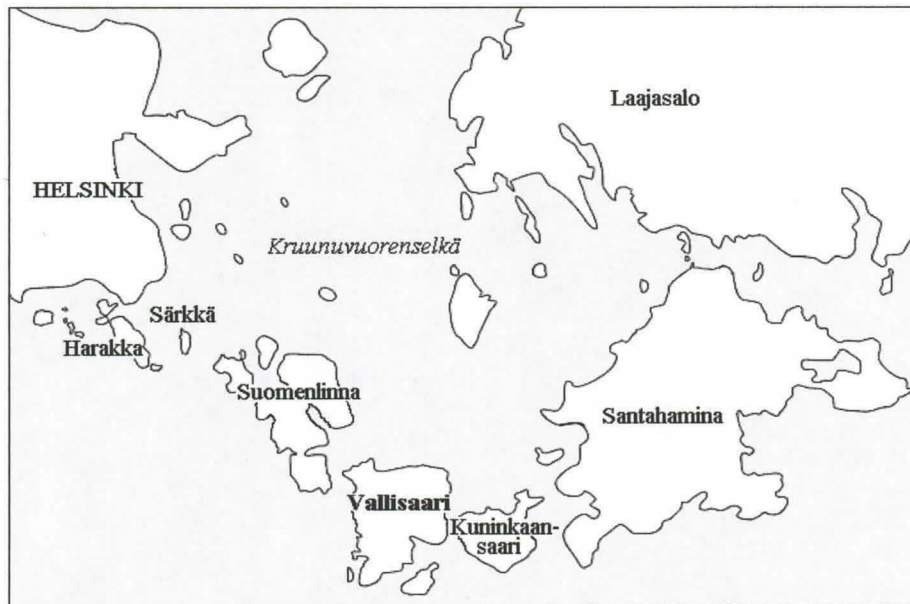 Laajasalo
HELSINKI
Kruunuvuorenselkä
Särkkä
Harakka
Suomenlinna
Santahamina
Vallisaari
Kuninkaan-
saari